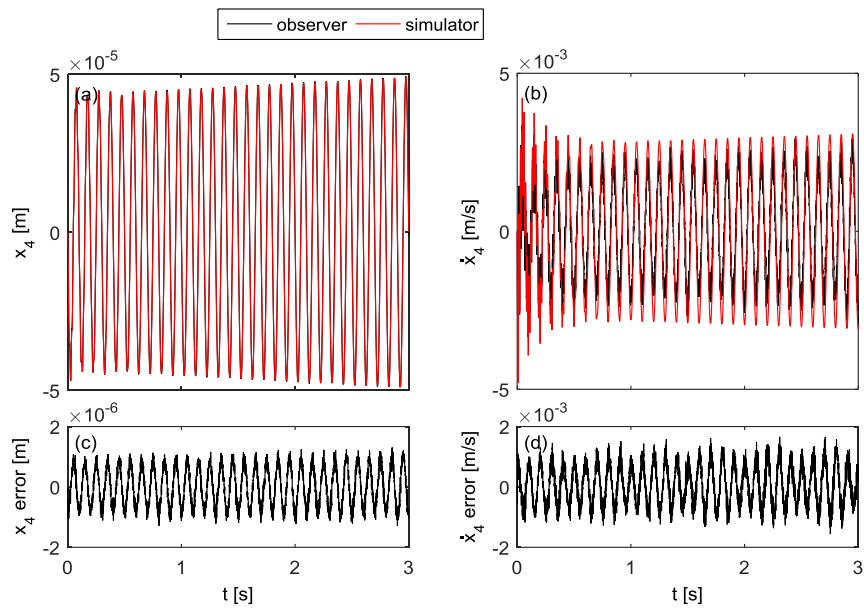 observer simulator
×10⁻⁵
5
(a)
0
-5
x₄ [m]
×10⁻³
5
(b)
0
-5
ẋ₄ [m/s]
×10⁻⁶
2
(c)
0
-2
x₄ error [m]
0 1 2 3
t [s]
×10⁻³
2
(d)
0
-2
ẋ₄ error [m/s]
0 1 2 3
t [s]